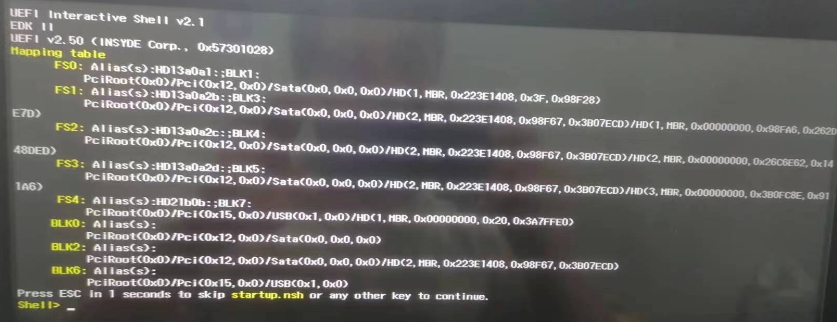 UEFI Interactive Shell v2.1
EDK II
UEFI v2.50 (INSYDE Corp., 0x57301028)
Mapping table
FS0: Alias(s):HD13a0a1:;BLK1:
PciRoot(0x0)/Pci(0x12,0x0)/Sata(0x0,0x0,0x0)/HD(1,MBR,0x223E1408,0x3F,0x98F28)
FS1: Alias(s):HD13a0a2b:;BLK3:
PciRoot(0x0)/Pci(0x12,0x0)/Sata(0x0,0x0,0x0)/HD(2,MBR,0x223E1408,0x98F67,0x3B07ECD)/HD(1,MBR,0x00000000,0x98FA6,0x262D
E7D)
FS2: Alias(s):HD13a0a2c:;BLK4:
PciRoot(0x0)/Pci(0x12,0x0)/Sata(0x0,0x0,0x0)/HD(2,MBR,0x223E1408,0x98F67,0x3B07ECD)/HD(2,MBR,0x00000000,0x26C6E62,0x14
48DED)
FS3: Alias(s):HD13a0a2d:;BLK5:
PciRoot(0x0)/Pci(0x12,0x0)/Sata(0x0,0x0,0x0)/HD(2,MBR,0x223E1408,0x98F67,0x3B07ECD)/HD(3,MBR,0x00000000,0x3B0FC8E,0x91
1A6)
FS4: Alias(s):HD21b0b:;BLK7:
PciRoot(0x0)/Pci(0x15,0x0)/USB(0x1,0x0)/HD(1,MBR,0x00000000,0x20,0x3A7FFE0)
BLK0: Alias(s):
PciRoot(0x0)/Pci(0x12,0x0)/Sata(0x0,0x0,0x0)
BLK2: Alias(s):
PciRoot(0x0)/Pci(0x12,0x0)/Sata(0x0,0x0,0x0)/HD(2,MBR,0x223E1408,0x98F67,0x3B07ECD)
BLK6: Alias(s):
PciRoot(0x0)/Pci(0x15,0x0)/USB(0x1,0x0)
Press ESC in 1 seconds to skip startup.nsh or any other key to continue.
Shell> _